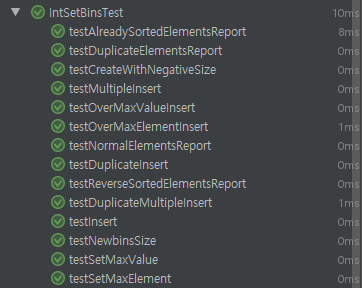 IntSetBinsTest 10ms
testAlreadySortedElementsReport 8ms
testDuplicateElementsReport 0ms
testCreateWithNegativeSize 0ms
testMultipleInsert 0ms
testOverMaxValueInsert 0ms
testOverMaxElementInsert 1ms
testNormalElementsReport 0ms
testDuplicateInsert 0ms
testReverseSortedElementsReport 0ms
testDuplicateMultipleInsert 1ms
testInsert 0ms
testNewbinsSize 0ms
testSetMaxValue 0ms
testSetMaxElement 0ms